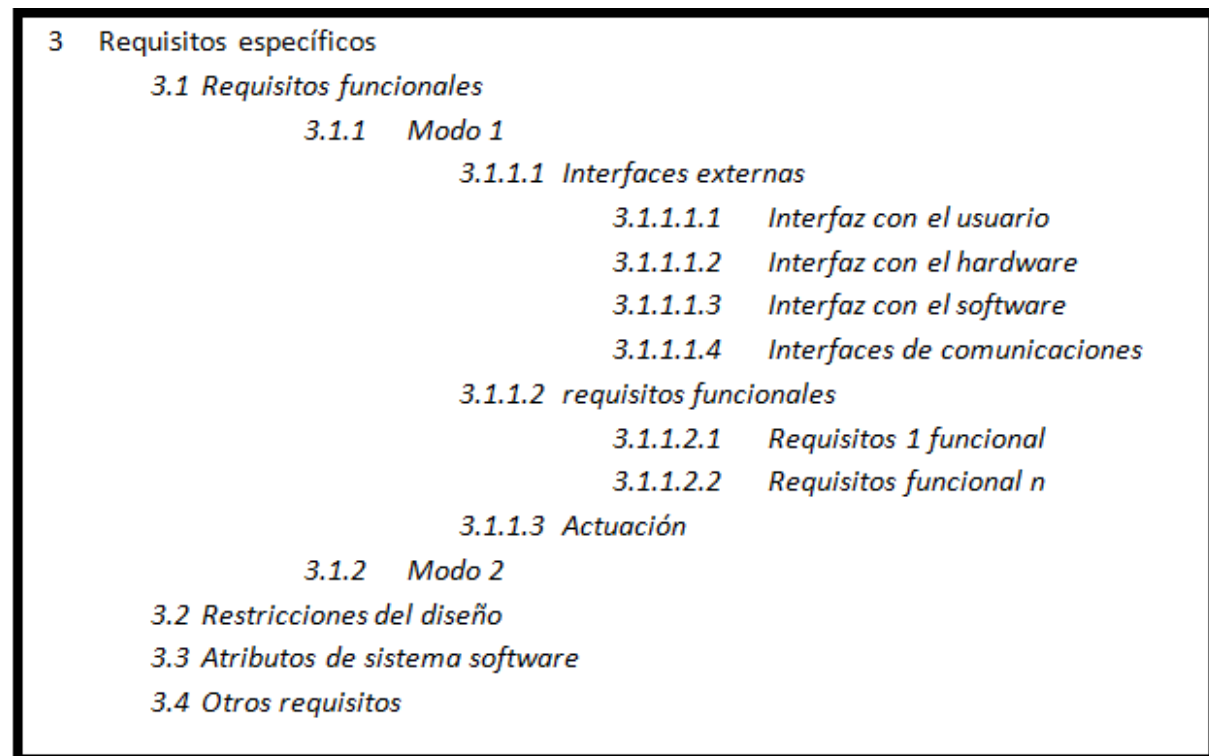 3 Requisitos específicos
3.1 Requisitos funcionales
3.1.1 Modo 1
3.1.1.1 Interfaces externas
3.1.1.1.1 Interfaz con el usuario
3.1.1.1.2 Interfaz con el hardware
3.1.1.1.3 Interfaz con el software
3.1.1.1.4 Interfaces de comunicaciones
3.1.1.2 requisitos funcionales
3.1.1.2.1 Requisitos 1 funcional
3.1.1.2.2 Requisitos funcional n
3.1.1.3 Actuación
3.1.2 Modo 2
3.2 Restricciones del diseño
3.3 Atributos de sistema software
3.4 Otros requisitos